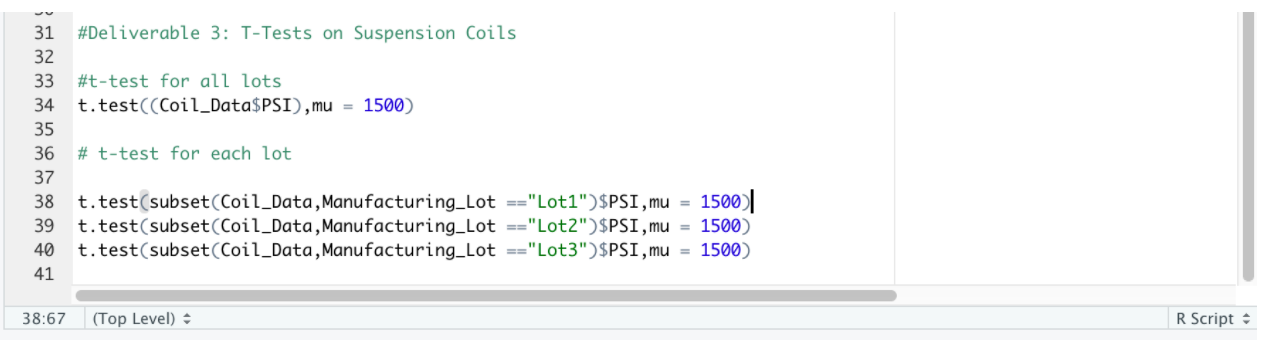 31 #Deliverable 3: T-Tests on Suspension Coils
32
33 #t-test for all lots
34 t.test((Coil_Data$PSI),mu = 1500)
35
36 # t-test for each lot
37
38 t.test(subset(Coil_Data,Manufacturing_Lot =="Lot1")$PSI,mu = 1500)
39 t.test(subset(Coil_Data,Manufacturing_Lot =="Lot2")$PSI,mu = 1500)
40 t.test(subset(Coil_Data,Manufacturing_Lot =="Lot3")$PSI,mu = 1500)
41
38:67 (Top Level) R Script